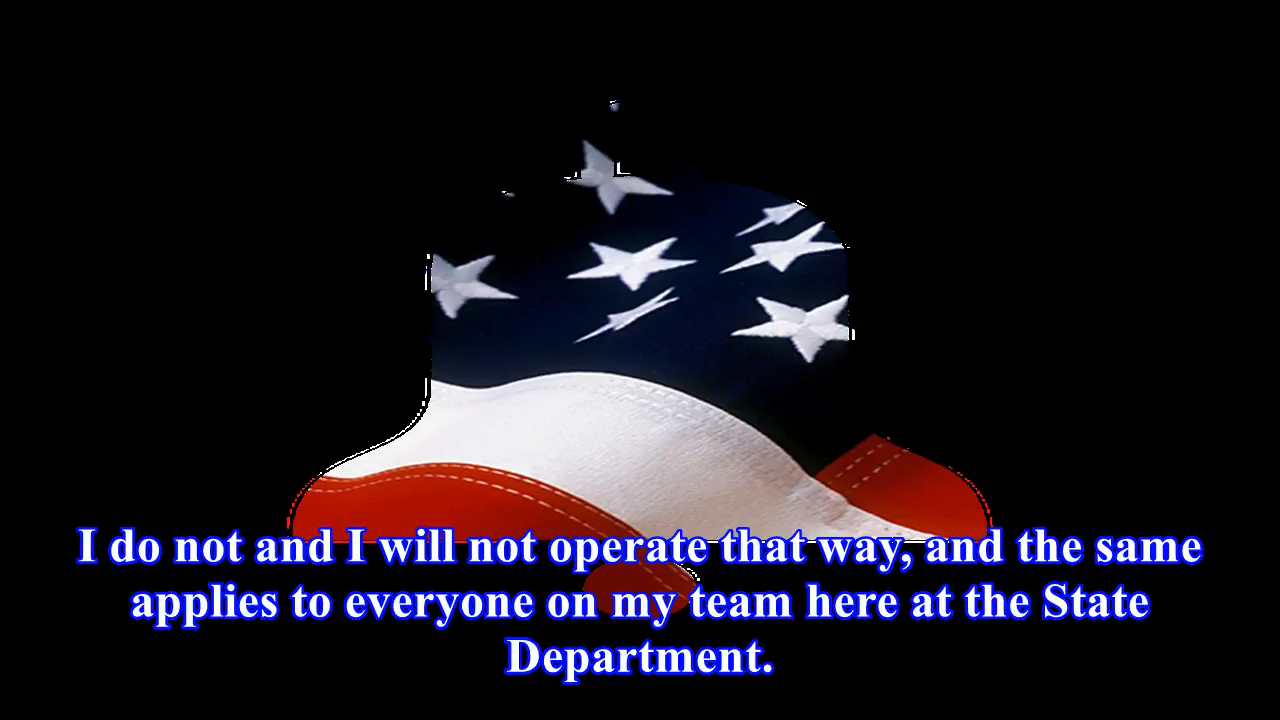 I do not and I will not operate that way, and the same
applies to everyone on my team here at the State
Department.